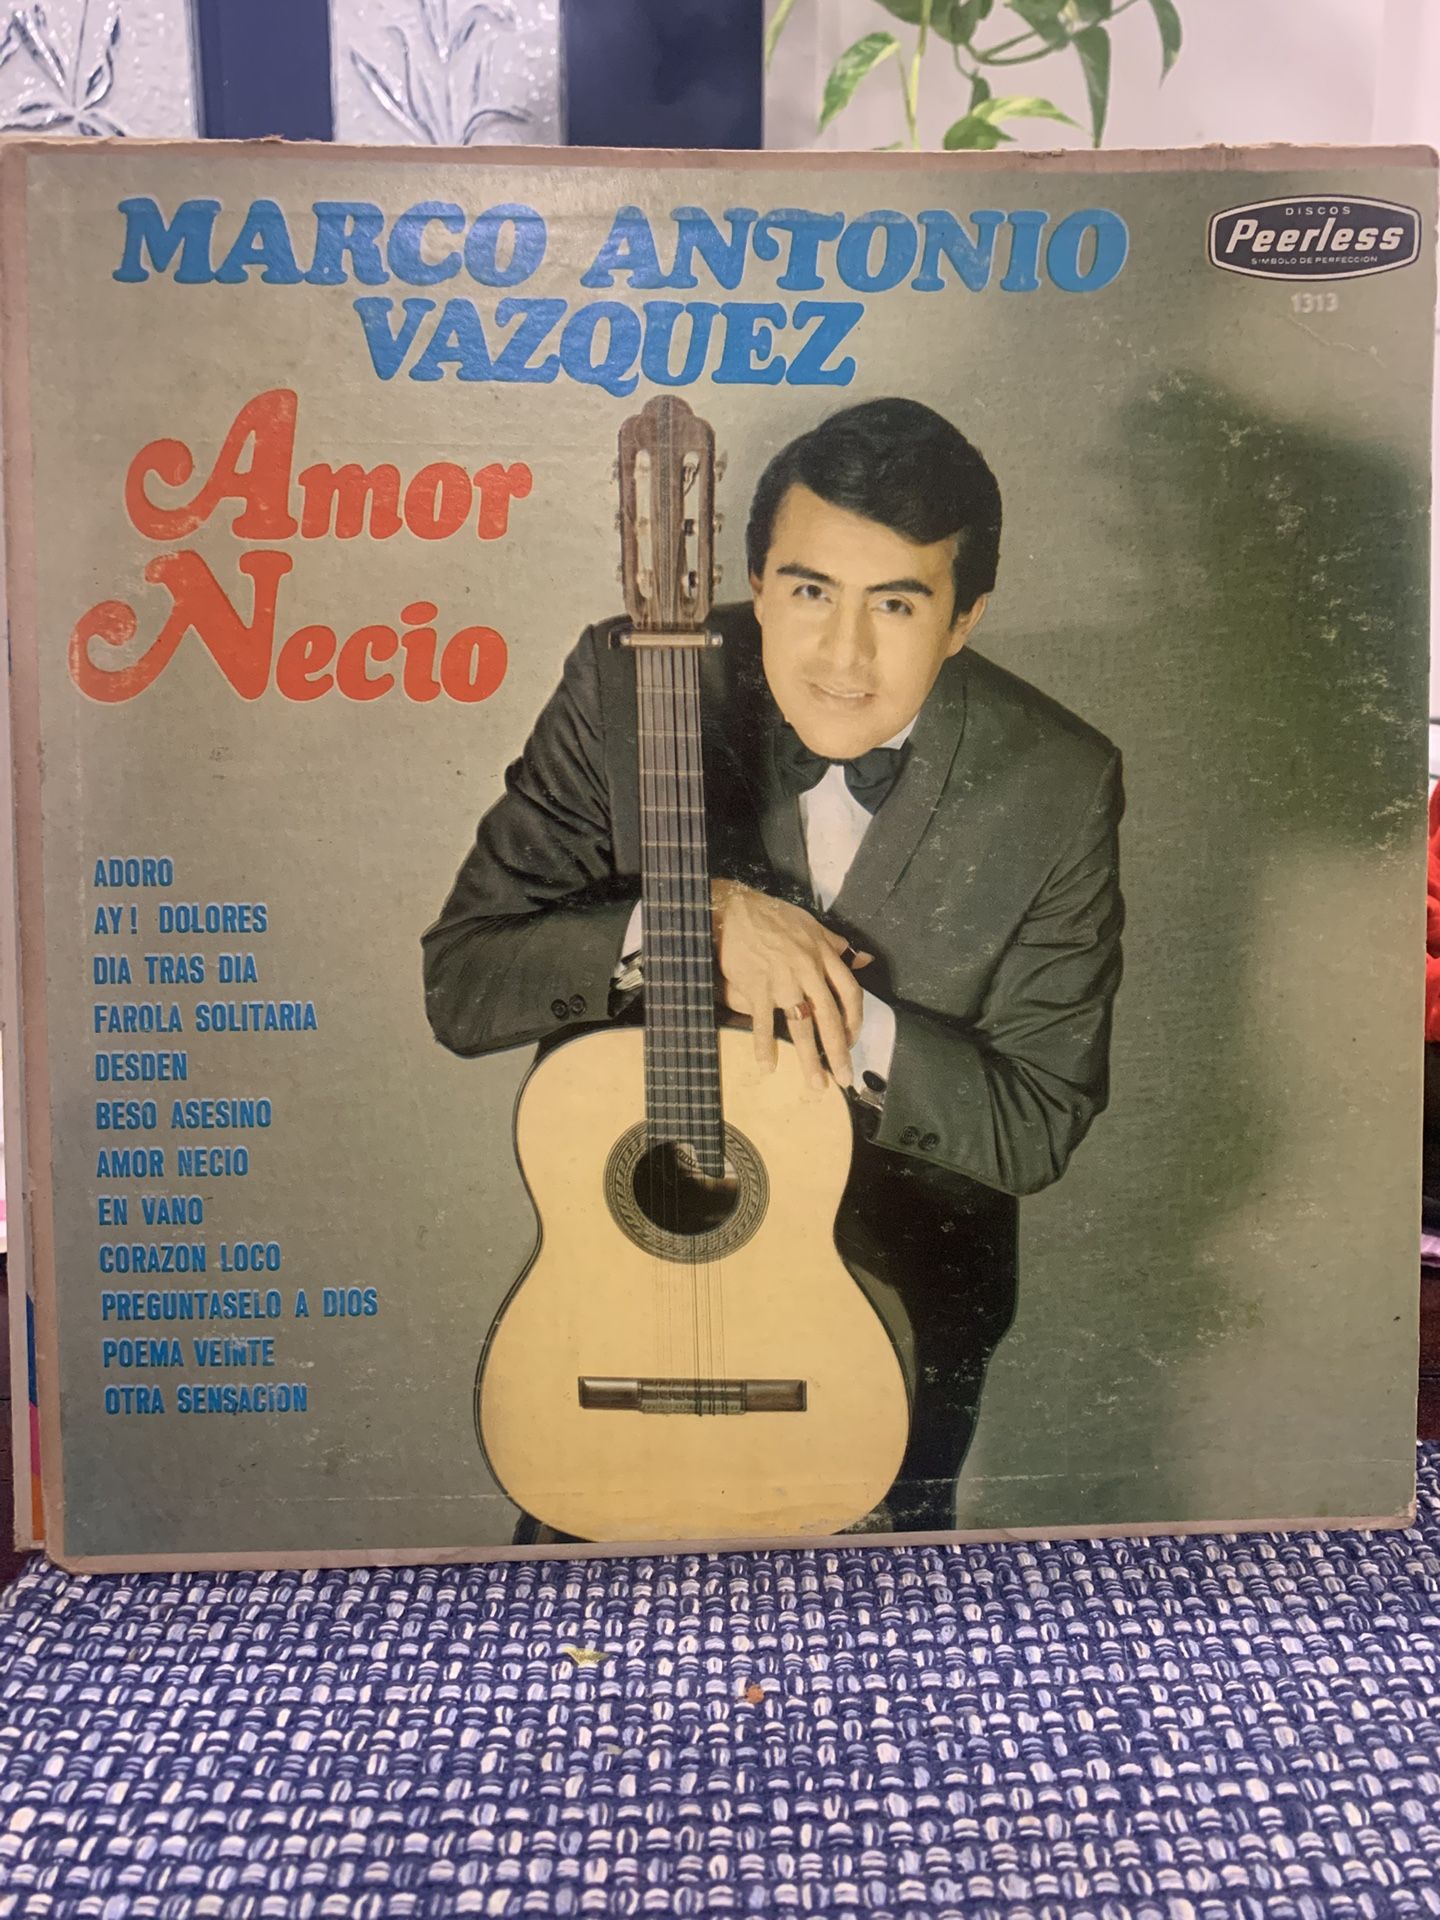 MARCO ANTONIO
VAZQUEZ
DISCOS
Peerless
SIMBOLO DE PERFECCION
1313
Amor
Necio
ADORO
AY! DOLORES
DIA TRAS DIA
FAROLA SOLITARIA
DESDEN
BESO ASESINO
AMOR NECIO
EN VANO
CORAZON LOCO
PREGUNTASELO A DIOS
POEMA VEINTE
OTRA SENSACION